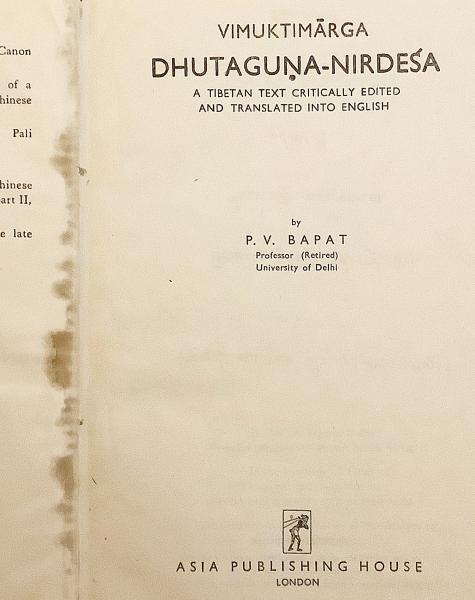 Canon
of a
hinese
Pali
hinese
art II,
e late
VIMUKTIMĀRGA
DHUTAGUṆA-NIRDEŚA
A TIBETAN TEXT CRITICALLY EDITED
AND TRANSLATED INTO ENGLISH
by
P. V. BAPAT
Professor (Retired)
University of Delhi
ASIA PUBLISHING HOUSE
LONDON